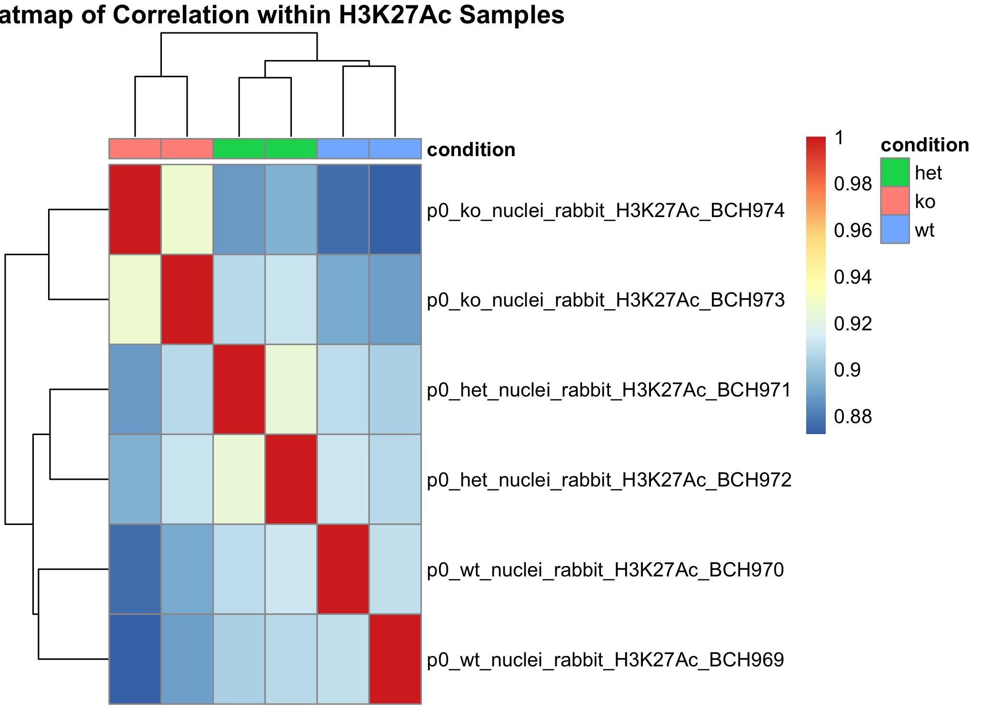 atmap of Correlation within H3K27Ac Samples
condition
p0_ko_nuclei_rabbit_H3K27Ac_BCH974
p0_ko_nuclei_rabbit_H3K27Ac_BCH973
p0_het_nuclei_rabbit_H3K27Ac_BCH971
p0_het_nuclei_rabbit_H3K27Ac_BCH972
p0_wt_nuclei_rabbit_H3K27Ac_BCH970
p0_wt_nuclei_rabbit_H3K27Ac_BCH969
1
0.98
0.96
0.94
0.92
0.9
0.88
condition
het
ko
wt